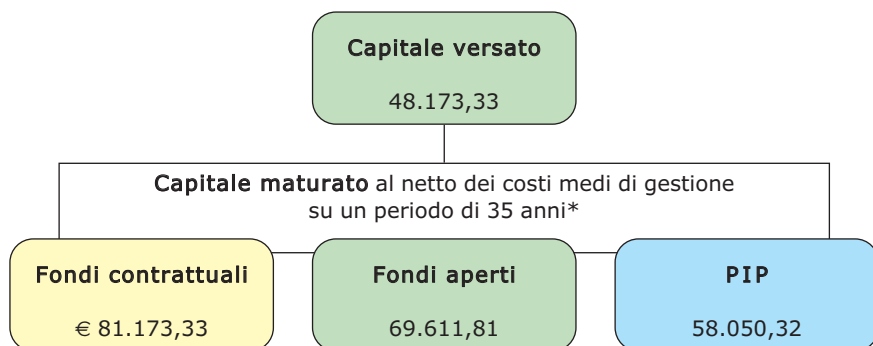 Capitale versato
48.173,33
Capitale maturato al netto dei costi medi di gestione
su un periodo di 35 anni*
Fondi contrattuali
€ 81.173,33
Fondi aperti
69.611,81
PIP
58.050,32